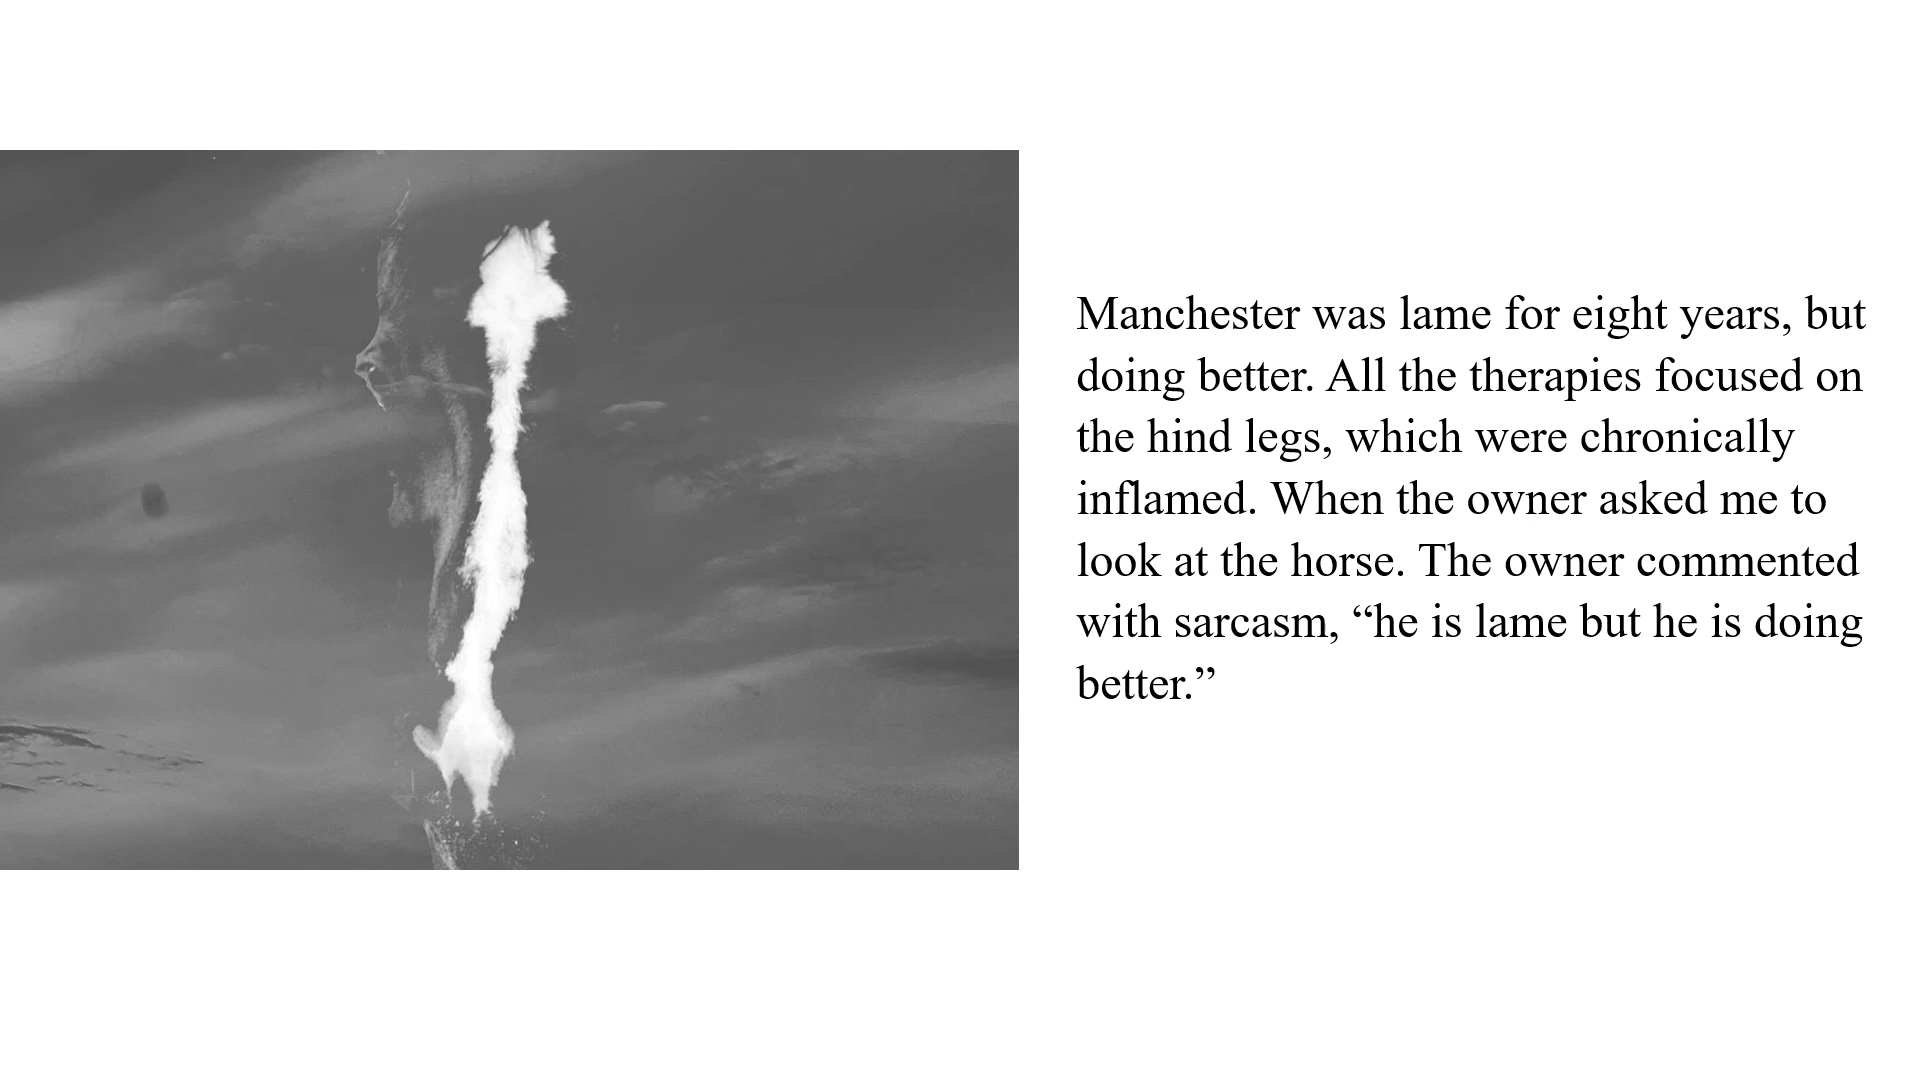 Manchester was lame for eight years, but
doing better. All the therapies focused on
the hind legs, which were chronically
inflamed. When the owner asked me to
look at the horse. The owner commented
with sarcasm, “he is lame but he is doing
better.”